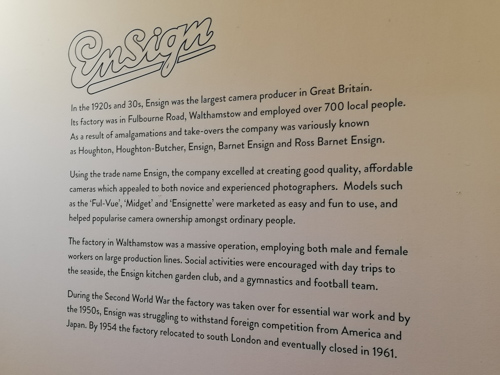 Ensign
In the 1920s and 30s, Ensign was the largest camera producer in Great Britain.
Its factory was in Fulbourne Road, Walthamstow and employed over 700 local people.
As a result of amalgamations and take-overs the company was variously known
as Houghton, Houghton-Butcher, Ensign, Barnet Ensign and Ross Barnet Ensign.
Using the trade name Ensign, the company excelled at creating good quality, affordable
cameras which appealed to both novice and experienced photographers. Models such
as the 'Ful-Vue', 'Midget' and 'Ensignette' were marketed as easy and fun to use, and
helped popularise camera ownership amongst ordinary people.
The factory in Walthamstow was a massive operation, employing both male and female
workers on large production lines. Social activities were encouraged with day trips to
the seaside, the Ensign kitchen garden club, and a gymnastics and football team.
During the Second World War the factory was taken over for essential war work and by
the 1950s, Ensign was struggling to withstand foreign competition from America and
Japan. By 1954 the factory relocated to south London and eventually closed in 1961.